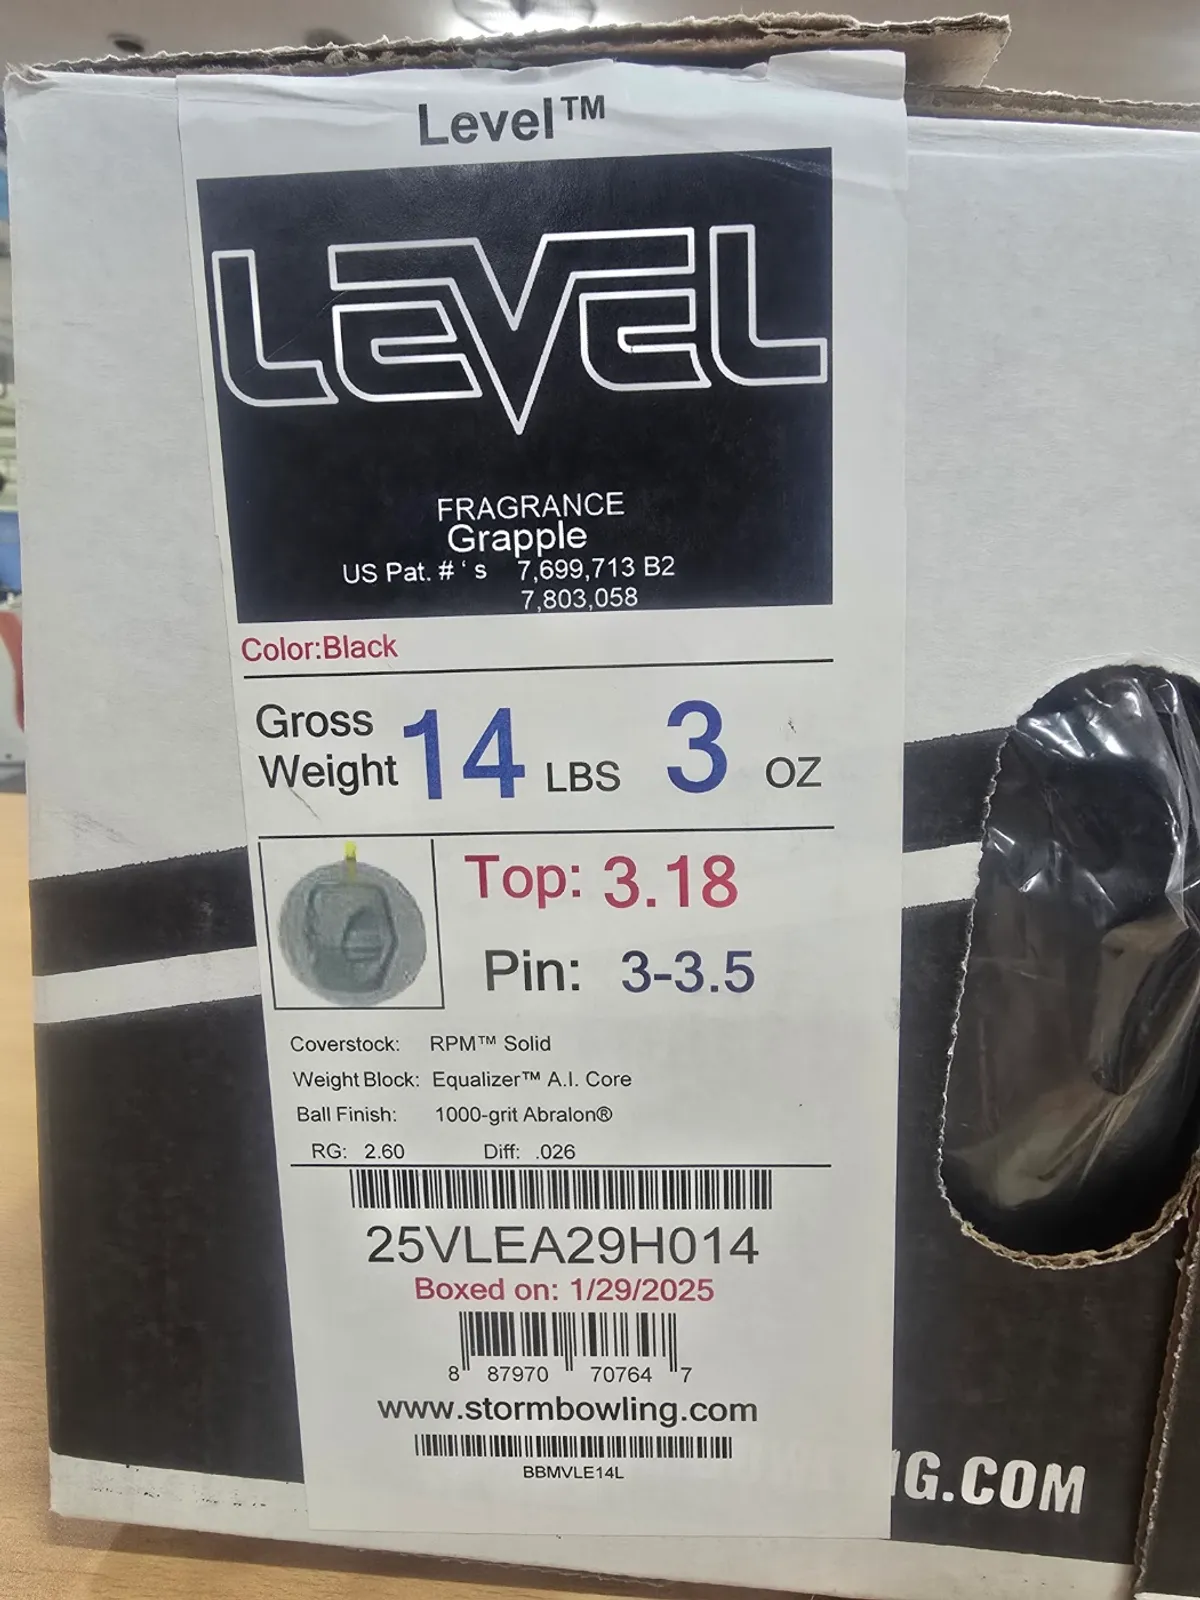 Level™
LEVEL
FRAGRANCE
Grapple
US Pat. # ' s 7,699,713 B2
7,803,058
Color:Black
Gross
Weight 14 LBS 3 OZ
Top: 3.18
Pin: 3-3.5
Coverstock: RPM™ Solid
Weight Block: Equalizer™ A.I. Core
Ball Finish: 1000-grit Abralon®
RG: 2.60 Diff: .026
25VLEA29H014
Boxed on: 1/29/2025
8 87970 70764 7
www.stormbowling.com
BBMVLE14L
G.COM